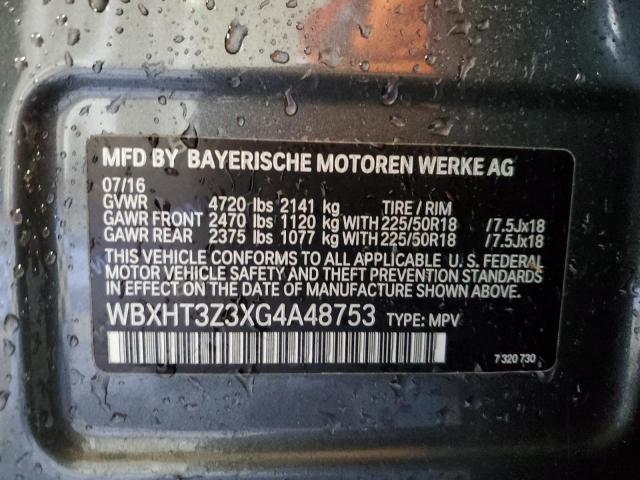 MFD BY BAYERISCHE MOTOREN WERKE AG
07/16
GVWR 4720 lbs 2141 kg TIRE / RIM
GAWR FRONT 2470 lbs 1120 kg WITH 225/50R18 /7.5Jx18
GAWR REAR 2375 lbs 1077 kg WITH 225/50R18 /7.5Jx18
THIS VEHICLE CONFORMS TO ALL APPLICABLE U. S. FEDERAL
MOTOR VEHICLE SAFETY AND THEFT PREVENTION STANDARDS
IN EFFECT ON THE DATE OF MANUFACTURE SHOWN ABOVE.
WBXHT3Z3XG4A48753 TYPE: MPV
7 320 730